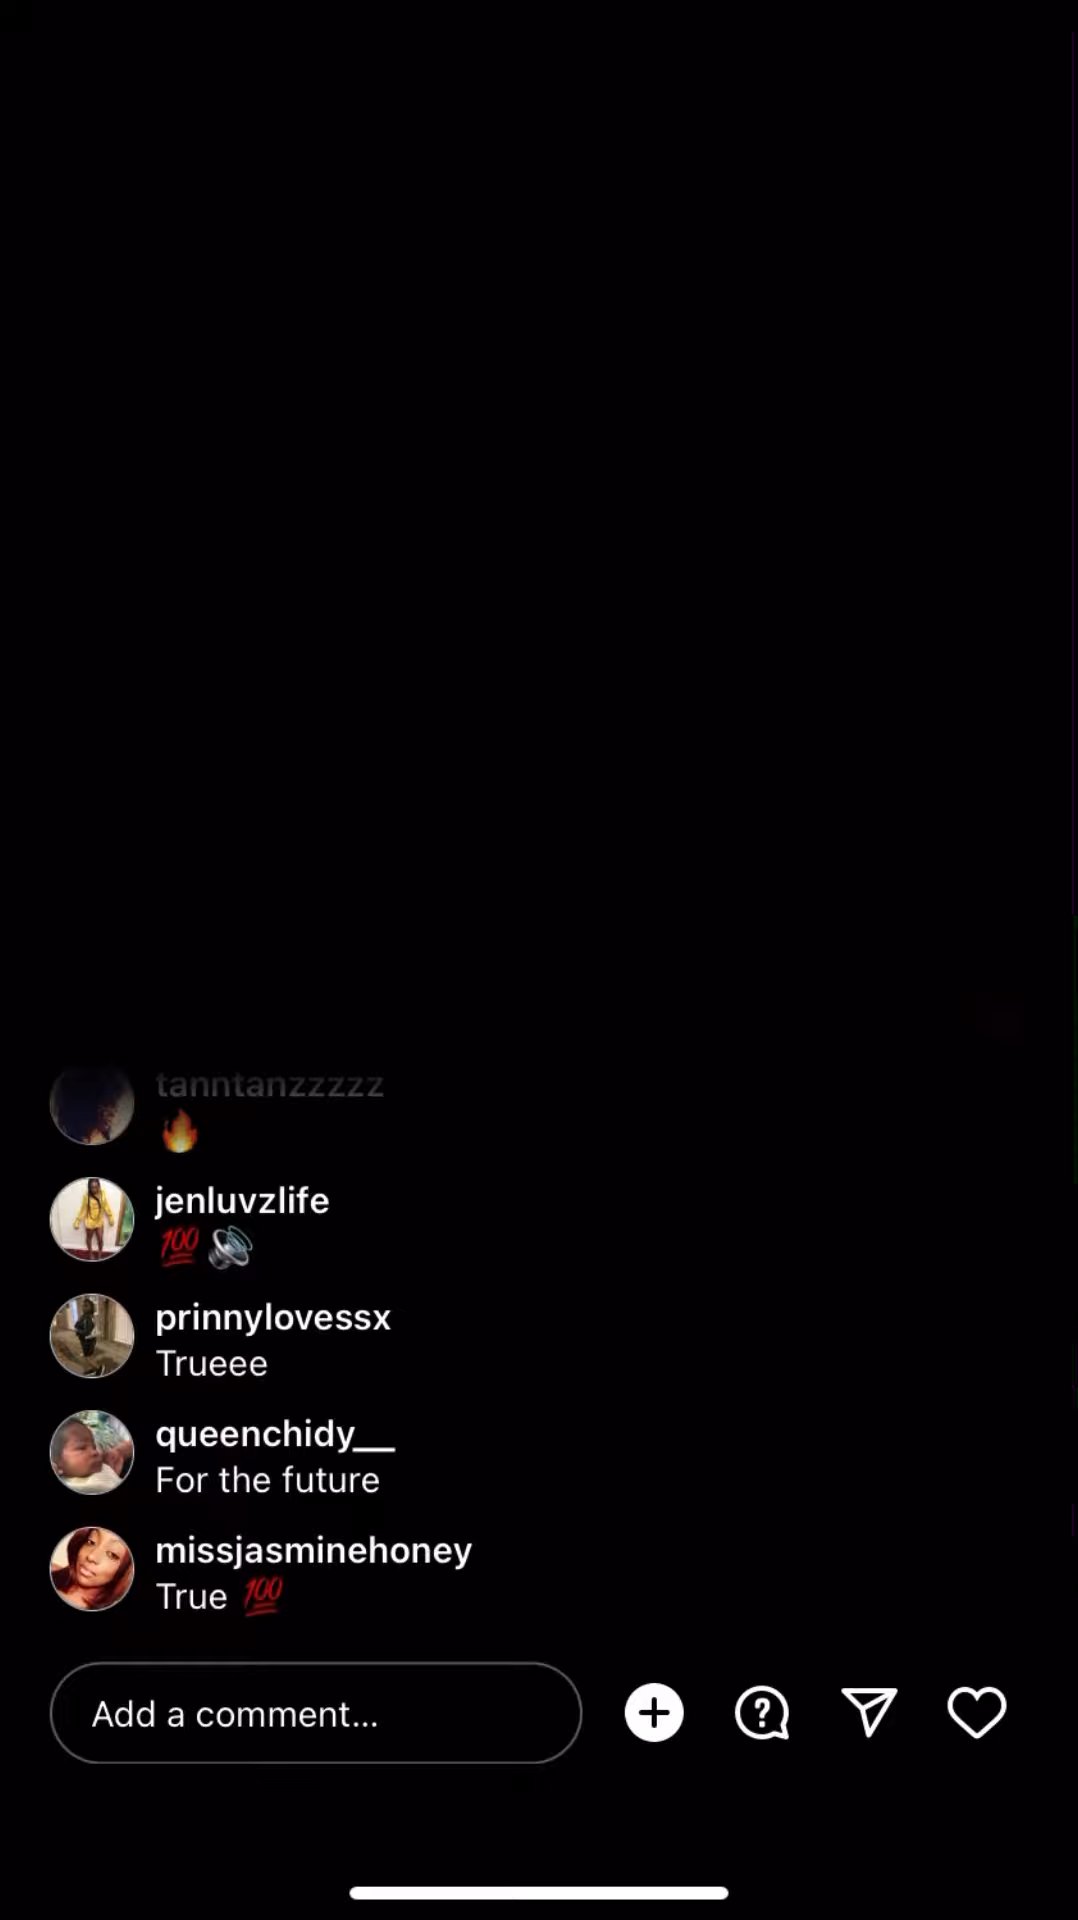 tanntanzzzzz
🔥
jenluvzlife
💯🔊
prinnylovessx
Trueee
queenchidy__
For the future
missjasminehoney
True 💯
Add a comment...